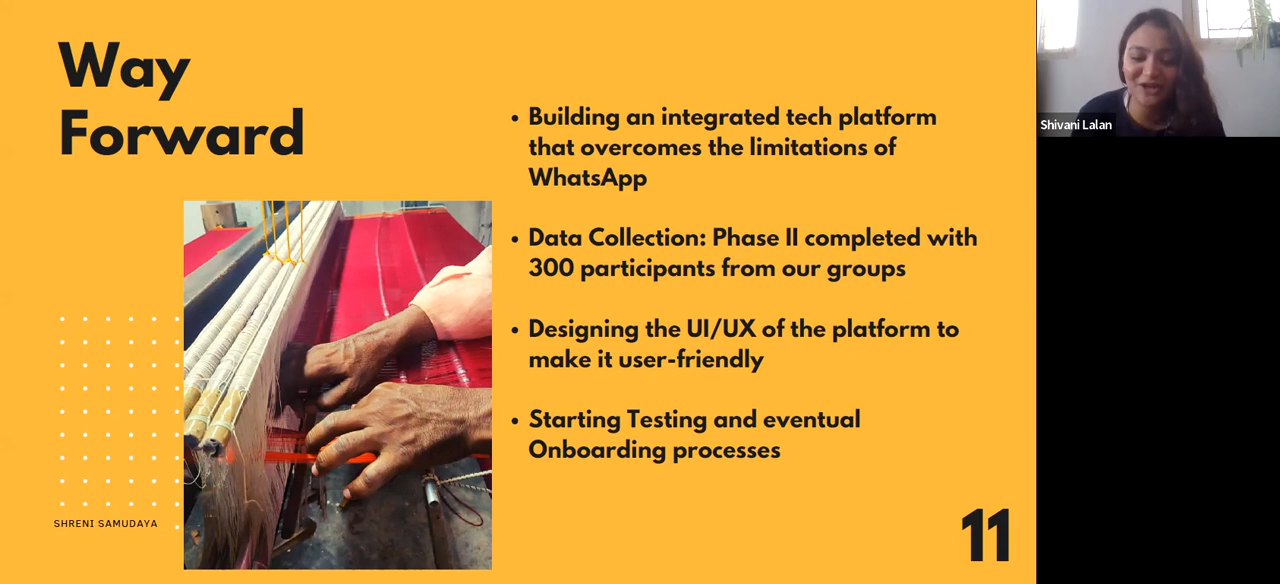 Way
Forward
• Building an integrated tech platform
that overcomes the limitations of
WhatsApp
• Data Collection: Phase II completed with
300 participants from our groups
• Designing the UI/UX of the platform to
make it user-friendly
• Starting Testing and eventual
Onboarding processes
SHRENI SAMUDAYA
11
Shivani Lalan